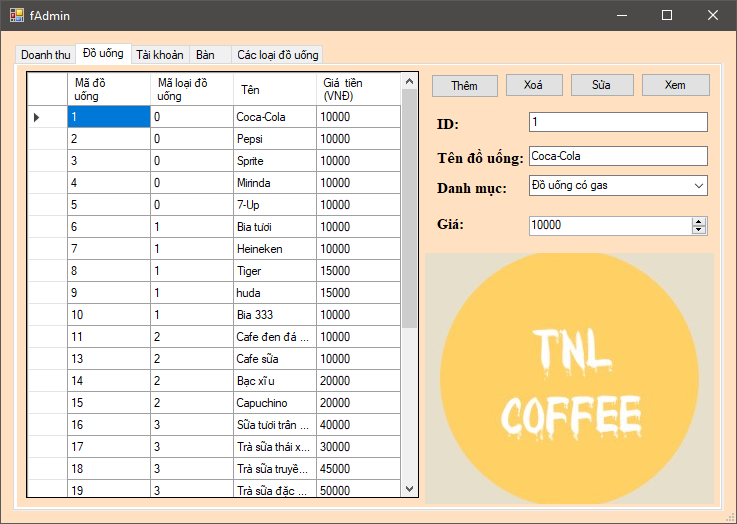 fAdmin
Doanh thu Đồ uống Tài khoản Bàn Các loại đồ uống
Mã đồ uống Mã loại đồ uống Tên Giá tiền (VNĐ)
1 0 Coca-Cola 10000
2 0 Pepsi 10000
3 0 Sprite 10000
4 0 Mirinda 10000
5 0 7-Up 10000
6 1 Bia tươi 10000
7 1 Heineken 10000
8 1 Tiger 15000
9 1 huda 15000
10 1 Bia 333 10000
11 2 Cafe đen đá ... 10000
13 2 Cafe sữa 10000
14 2 Bạc xĩu 20000
15 2 Capuchino 20000
16 3 Sữa tươi trân ... 40000
17 3 Trà sữa thái x... 30000
18 3 Trà sữa truyề... 45000
19 3 Trà sữa đặc ... 50000
Thêm Xoá Sửa Xem
ID: 1
Tên đồ uống: Coca-Cola
Danh mục: Đồ uống có gas
Giá: 10000
TNL
COFFEE